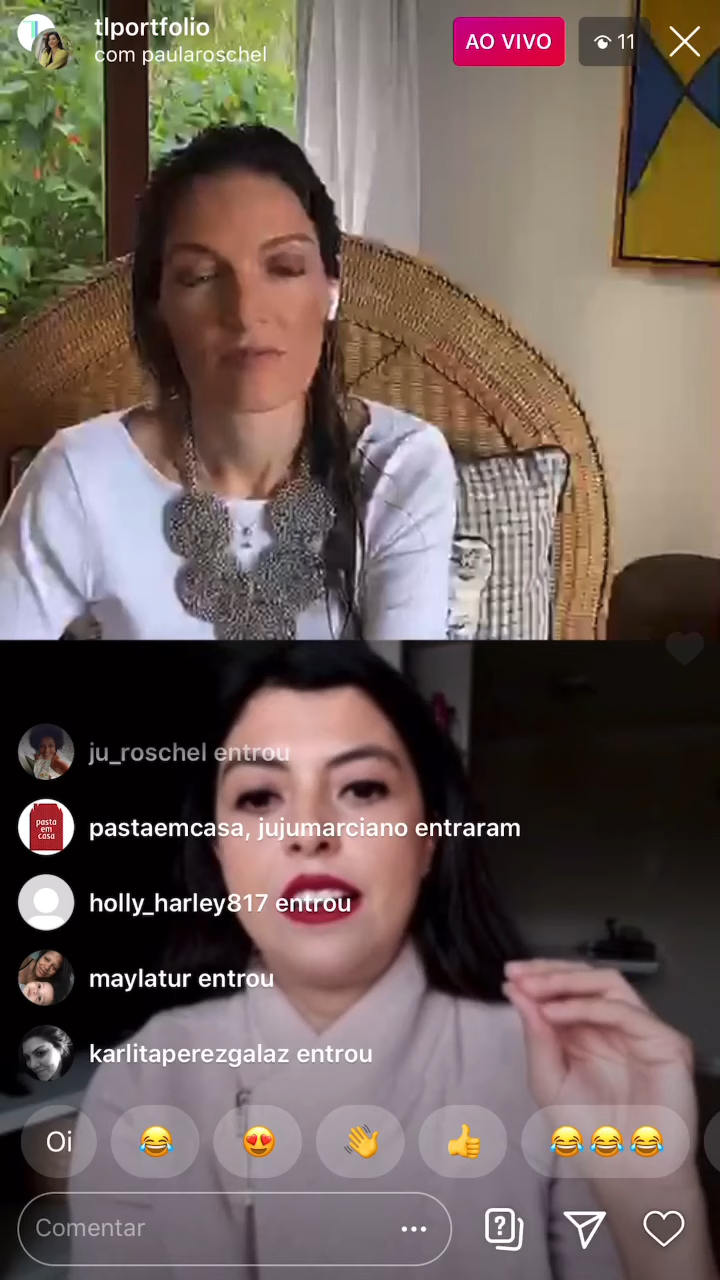 tlportfolio
com paularoschel
AO VIVO
11
ju_roschel entrou
pasta
em
casa
pastaemcasa, jujumarciano entraram
holly_harley817 entrou
maylatur entrou
karlitaperezgalaz entrou
Oi
Comentar